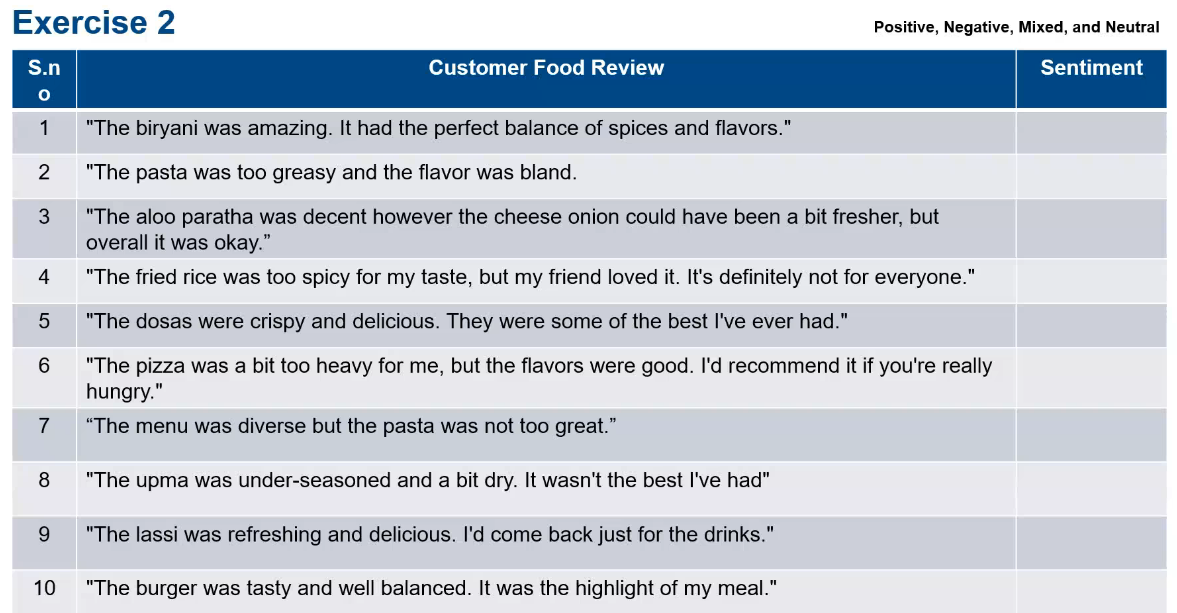 Exercise 2
Positive, Negative, Mixed, and Neutral
S.n
o
Customer Food Review
Sentiment
1 "The biryani was amazing. It had the perfect balance of spices and flavors."
2 "The pasta was too greasy and the flavor was bland.
3 "The aloo paratha was decent however the cheese onion could have been a bit fresher, but
overall it was okay.”
4 "The fried rice was too spicy for my taste, but my friend loved it. It's definitely not for everyone."
5 "The dosas were crispy and delicious. They were some of the best I've ever had."
6 "The pizza was a bit too heavy for me, but the flavors were good. I'd recommend it if you're really
hungry."
7 “The menu was diverse but the pasta was not too great.”
8 "The upma was under-seasoned and a bit dry. It wasn't the best I've had"
9 "The lassi was refreshing and delicious. I'd come back just for the drinks."
10 "The burger was tasty and well balanced. It was the highlight of my meal."